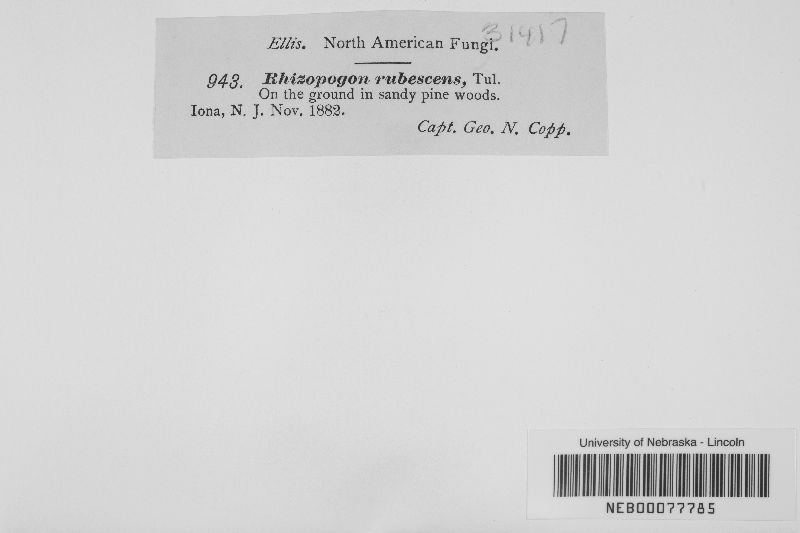 31417
Ellis. North American Fungi.
943. Rhizopogon rubescens, Tul.
On the ground in sandy pine woods.
Iona, N. J. Nov. 1882.
Capt. Geo. N. Copp.
University of Nebraska - Lincoln
NEB00077785